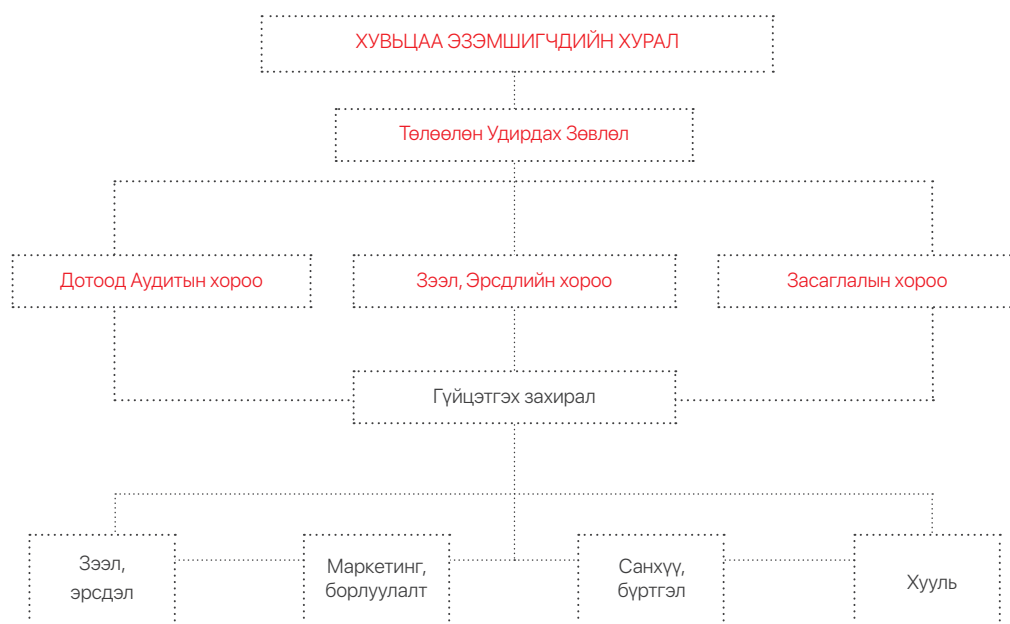 ХУВЬЦАА ЭЗЭМШИГЧДИЙН ХУРАЛ
Төлөөлөн Удирдах Зөвлөл
Дотоод Аудитын хороо
Зээл, Эрсдлийн хороо
Засаглалын хороо
Гүйцэтгэх захирал
Зээл,
эрсдэл
Маркетинг,
борлуулалт
Санхүү,
бүртгэл
Хууль